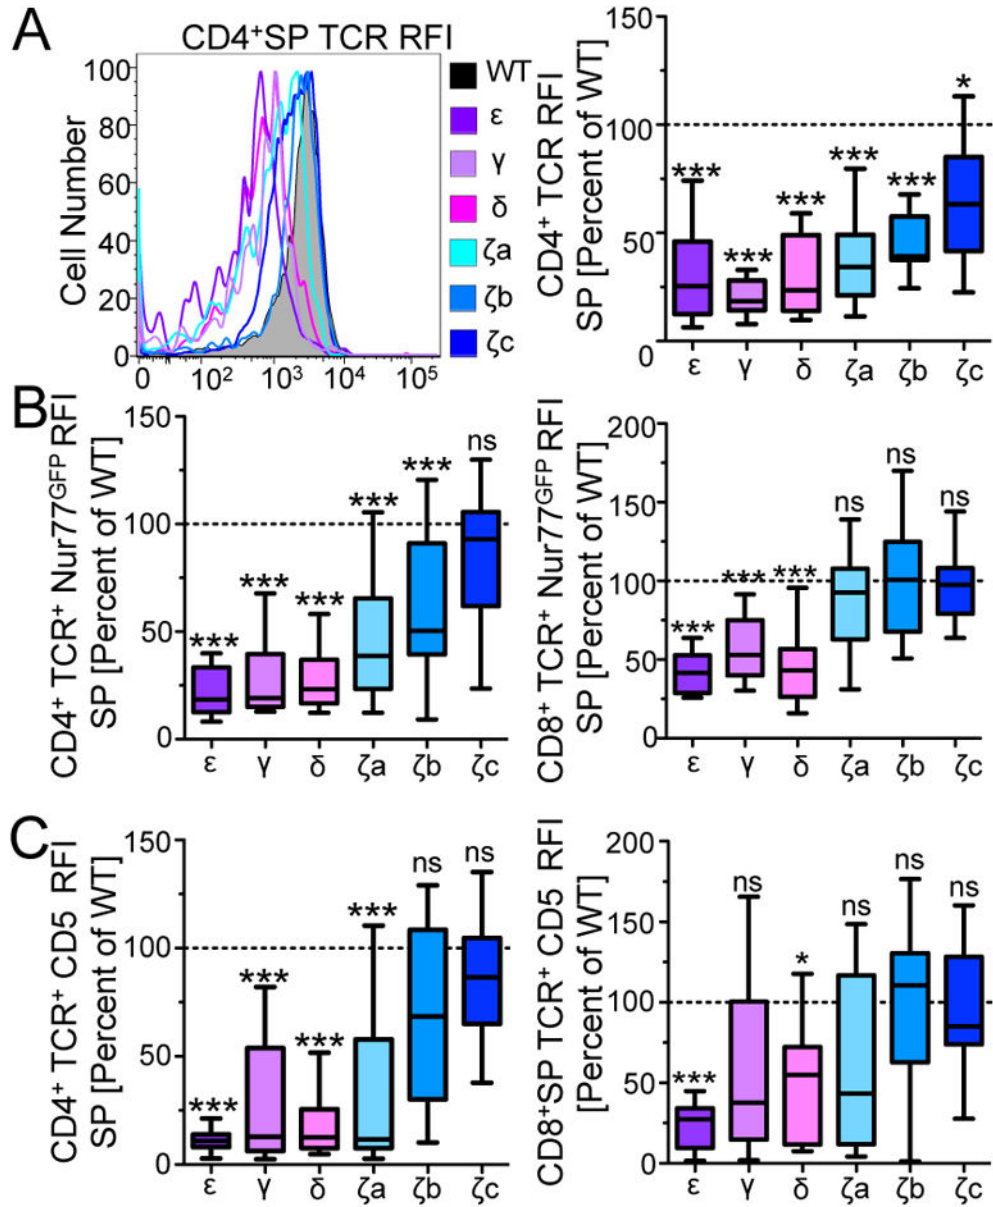 A
CD4⁺SP TCR RFI
Cell Number
100
80
60
40
20
0
0 10² 10³ 10⁴ 10⁵
WT
ε
γ
δ
ζa
ζb
ζc
CD4⁺ TCR RFI
SP [Percent of WT]
150
100
50
0
*** *** *** *** *** *
ε γ δ ζa ζb ζc
B
CD4⁺ TCR⁺ Nur77ᴳᶠᴾ RFI
SP [Percent of WT]
150
100
50
0
*** *** *** *** *** ns
ε γ δ ζa ζb ζc
CD8⁺ TCR⁺ Nur77ᴳᶠᴾ RFI
SP [Percent of WT]
200
150
100
50
0
*** *** *** ns ns ns
ε γ δ ζa ζb ζc
C
CD4⁺ TCR⁺ CD5 RFI
SP [Percent of WT]
150
100
50
0
*** *** *** *** ns ns
ε γ δ ζa ζb ζc
CD8⁺SP TCR⁺ CD5 RFI
[Percent of WT]
200
150
100
50
0
*** ns * ns ns ns
ε γ δ ζa ζb ζc